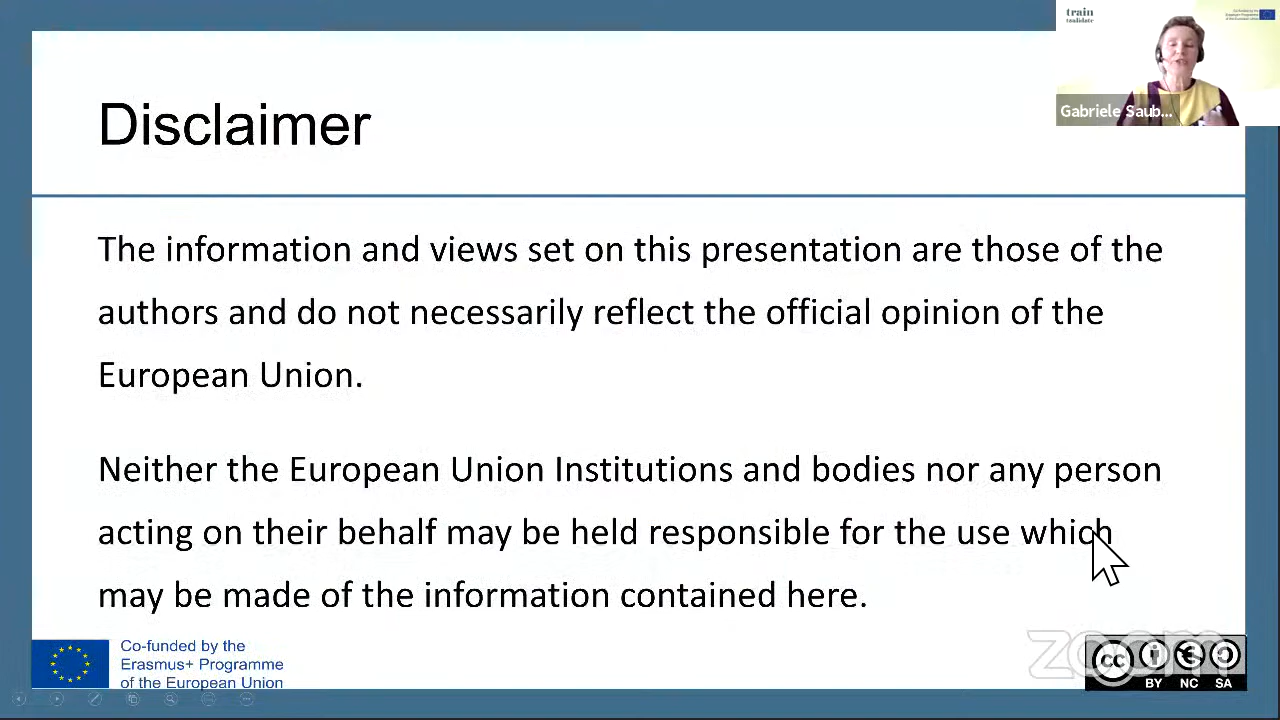 train
candidate
Gabriele Saub...
Disclaimer
The information and views set on this presentation are those of the
authors and do not necessarily reflect the official opinion of the
European Union.
Neither the European Union Institutions and bodies nor any person
acting on their behalf may be held responsible for the use which
may be made of the information contained here.
Co-funded by the
Erasmus+ Programme
of the European Union
zoom
cc
BY NC SA